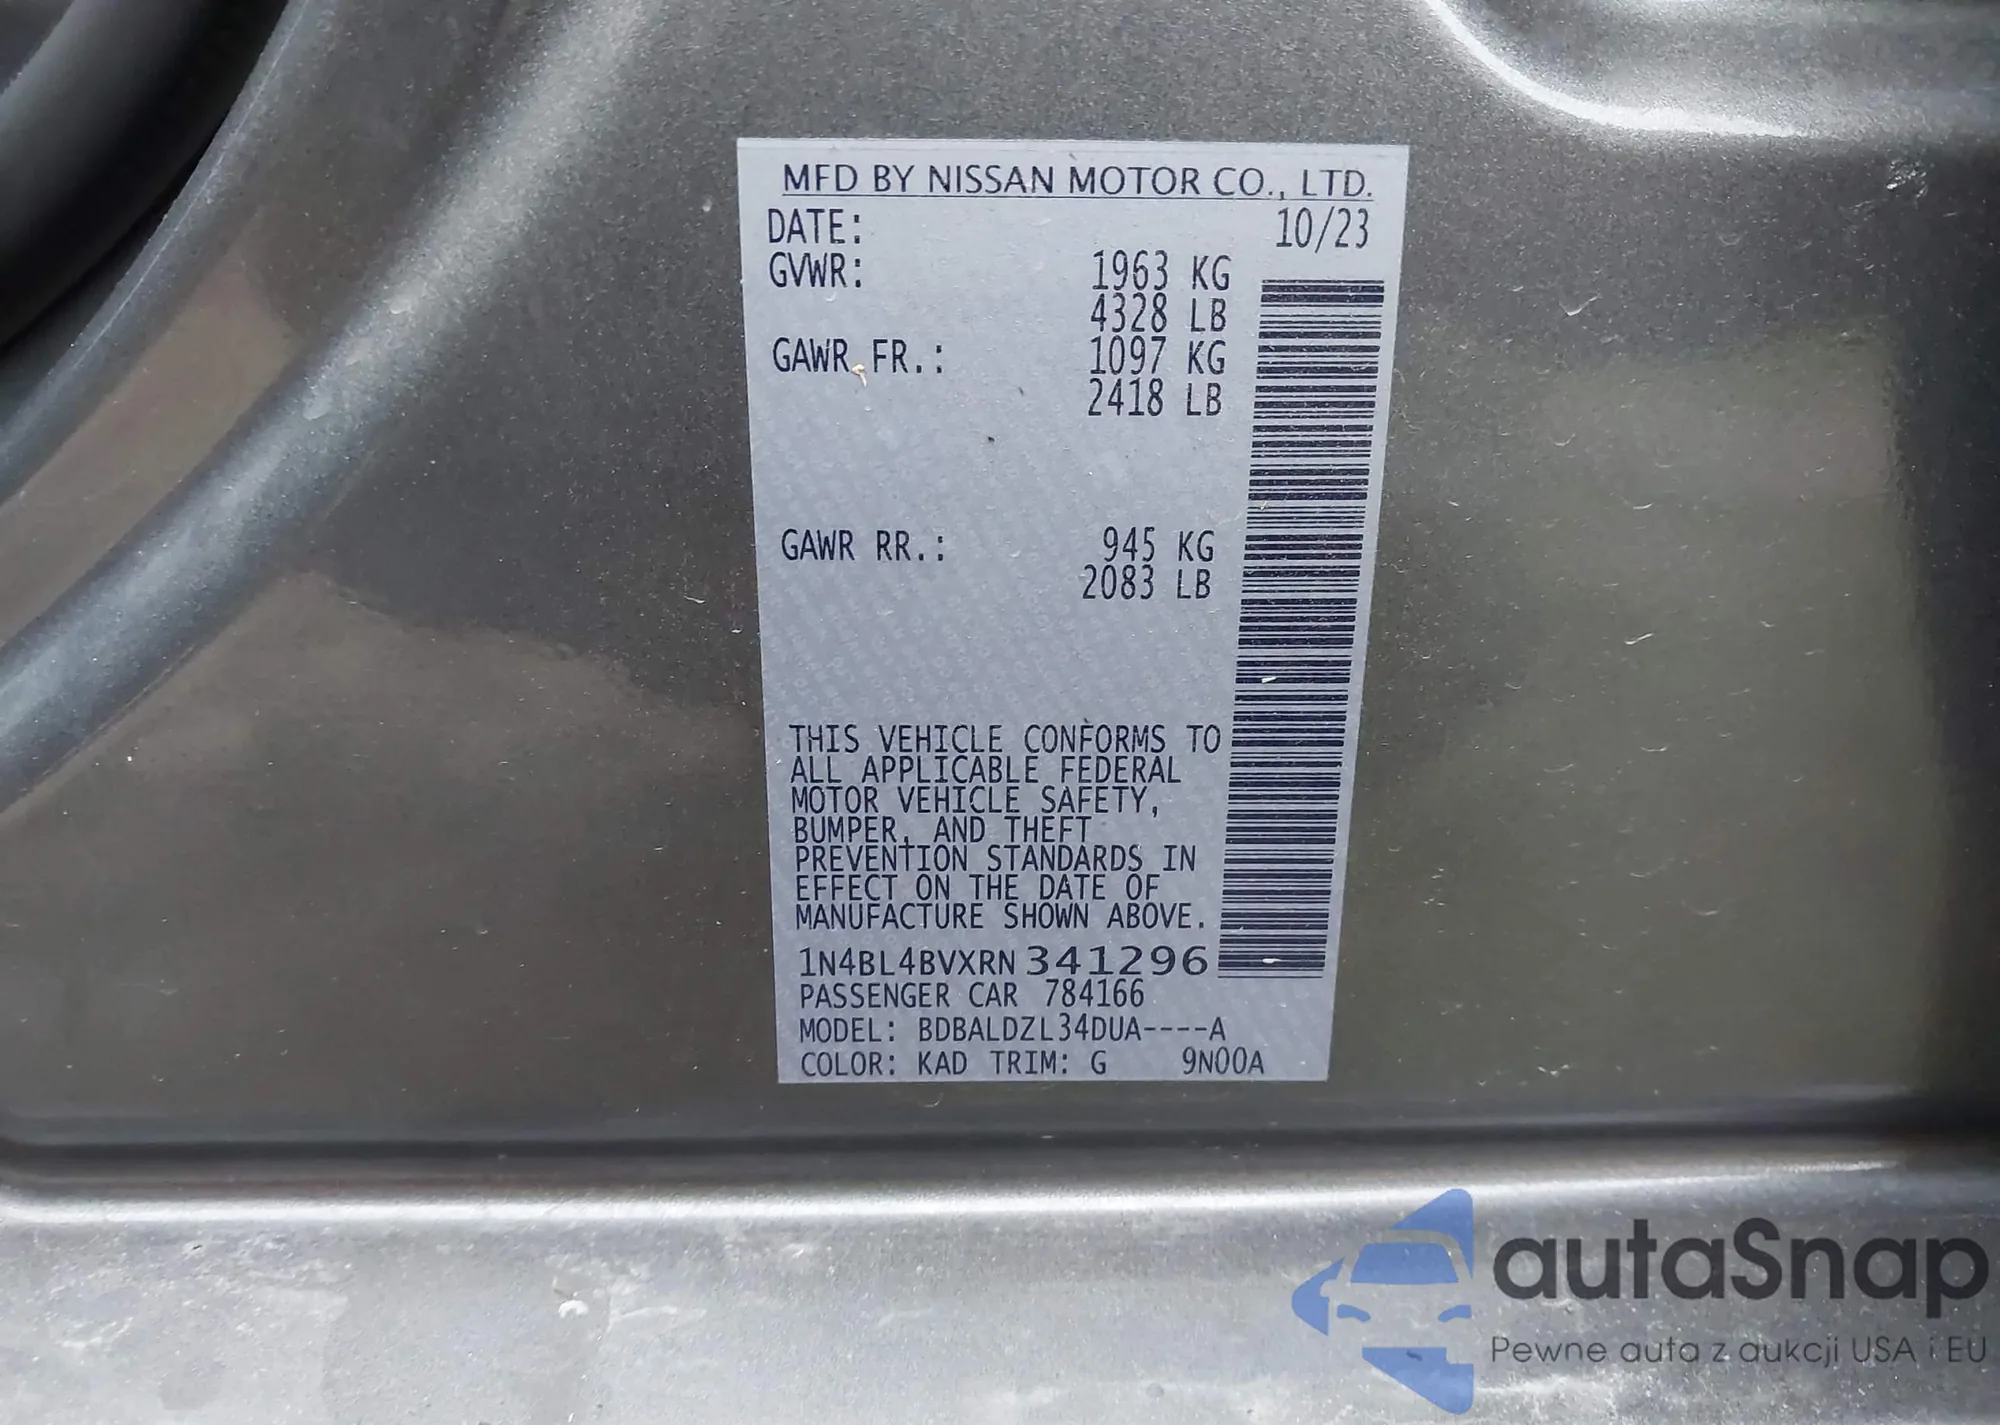 MFD BY NISSAN MOTOR CO., LTD.
DATE: 10/23
GVWR: 1963 KG
4328 LB
GAWR FR.: 1097 KG
2418 LB
GAWR RR.: 945 KG
2083 LB
THIS VEHICLE CONFORMS TO
ALL APPLICABLE FEDERAL
MOTOR VEHICLE SAFETY,
BUMPER, AND THEFT
PREVENTION STANDARDS IN
EFFECT ON THE DATE OF
MANUFACTURE SHOWN ABOVE.
1N4BL4BVXRN 341296
PASSENGER CAR 784166
MODEL: BDBALDZL34DUA----A
COLOR: KAD TRIM: G 9N00A
autaSnap
Pewne auta z aukcji USA i EU